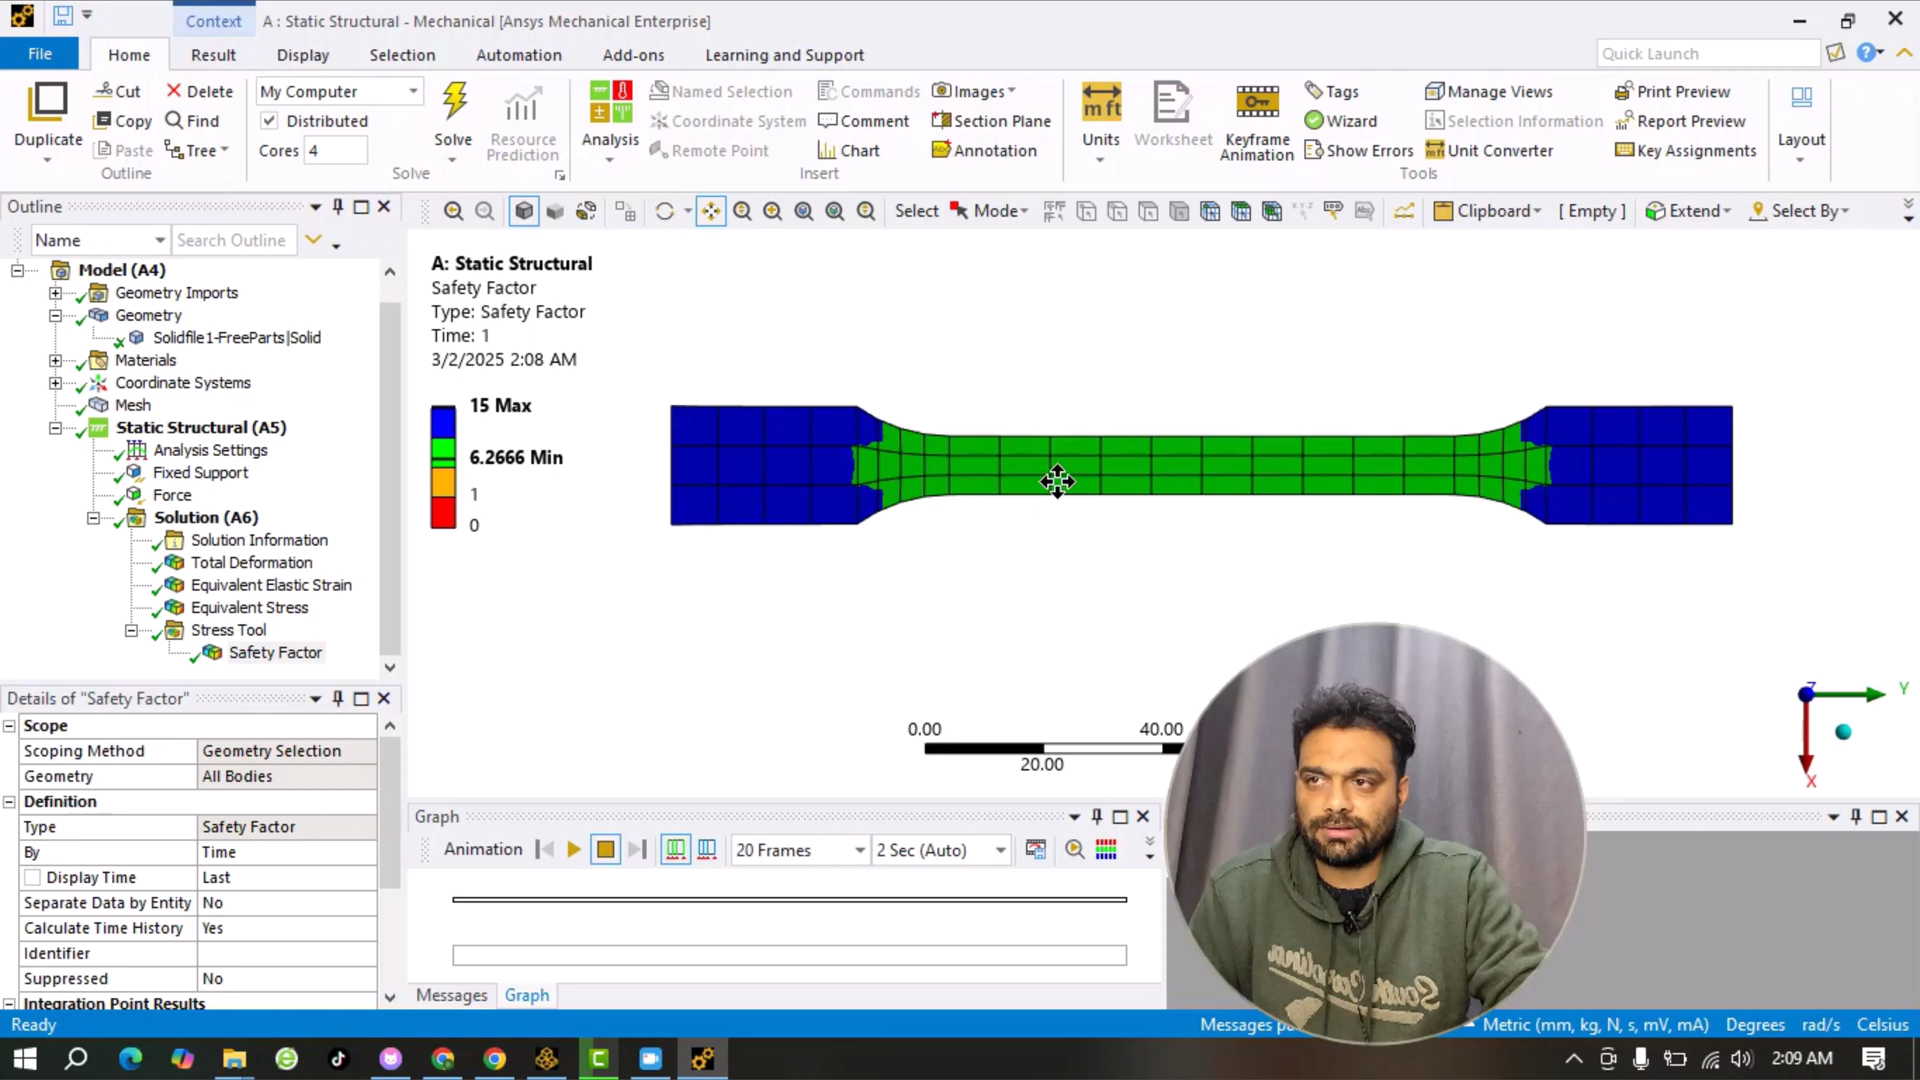 Context
A : Static Structural - Mechanical [Ansys Mechanical Enterprise]
File
Home
Result
Display
Selection
Automation
Add-ons
Learning and Support
Quick Launch
Duplicate
Cut
Delete
Copy
Find
Paste
Tree
Outline
My Computer
Distributed
Cores 4
Solve
Resource
Prediction
Solve
Analysis
Named Selection
Commands
Images
Coordinate System
Comment
Section Plane
Remote Point
Chart
Annotation
Insert
Units
Worksheet
Keyframe
Animation
Tags
Wizard
Show Errors
Manage Views
Selection Information
Unit Converter
Print Preview
Report Preview
Key Assignments
Tools
Layout
Outline
Name
Search Outline
Select
Mode
Clipboard
[ Empty ]
Extend
Select By
Model (A4)
Geometry Imports
Geometry
Solidfile1-FreeParts|Solid
Materials
Coordinate Systems
Mesh
Static Structural (A5)
Analysis Settings
Fixed Support
Force
Solution (A6)
Solution Information
Total Deformation
Equivalent Elastic Strain
Equivalent Stress
Stress Tool
Safety Factor
A: Static Structural
Safety Factor
Type: Safety Factor
Time: 1
3/2/2025 2:08 AM
15 Max
6.2666 Min
1
0
0.00
40.00
20.00
Z
Y
X
Details of "Safety Factor"
Scope
Scoping Method Geometry Selection
Geometry All Bodies
Definition
Type Safety Factor
By Time
Display Time Last
Separate Data by Entity No
Calculate Time History Yes
Identifier
Suppressed No
Integration Point Results
Graph
Animation
20 Frames
2 Sec (Auto)
Messages
Graph
South Carolina
Ready
Metric (mm, kg, N, s, mV, mA)
Degrees
rad/s
Celsius
2:09 AM